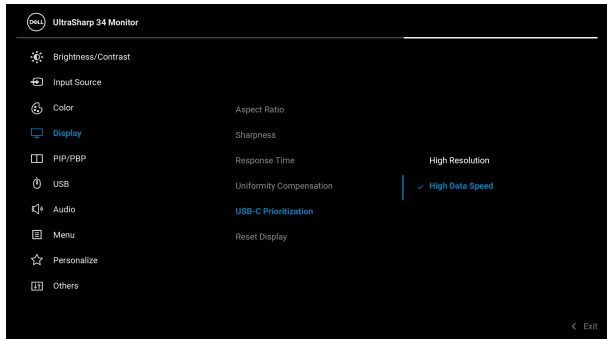 DELL UltraSharp 34 Monitor
Brightness/Contrast
Input Source
Color
Aspect Ratio
Display
Sharpness
PIP/PBP
Response Time
High Resolution
USB
Uniformity Compensation
High Data Speed
Audio
USB-C Prioritization
Menu
Reset Display
Personalize
Others
Exit